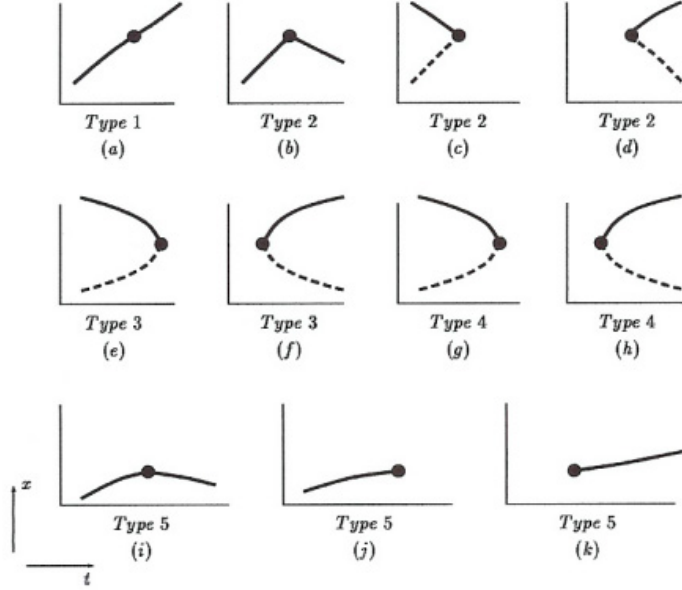 Type 1 Type 2 Type 2 Type 2
(a) (b) (c) (d)
Type 3 Type 3 Type 4 Type 4
(e) (f) (g) (h)
x
Type 5 Type 5 Type 5
(i) (j) (k)
t